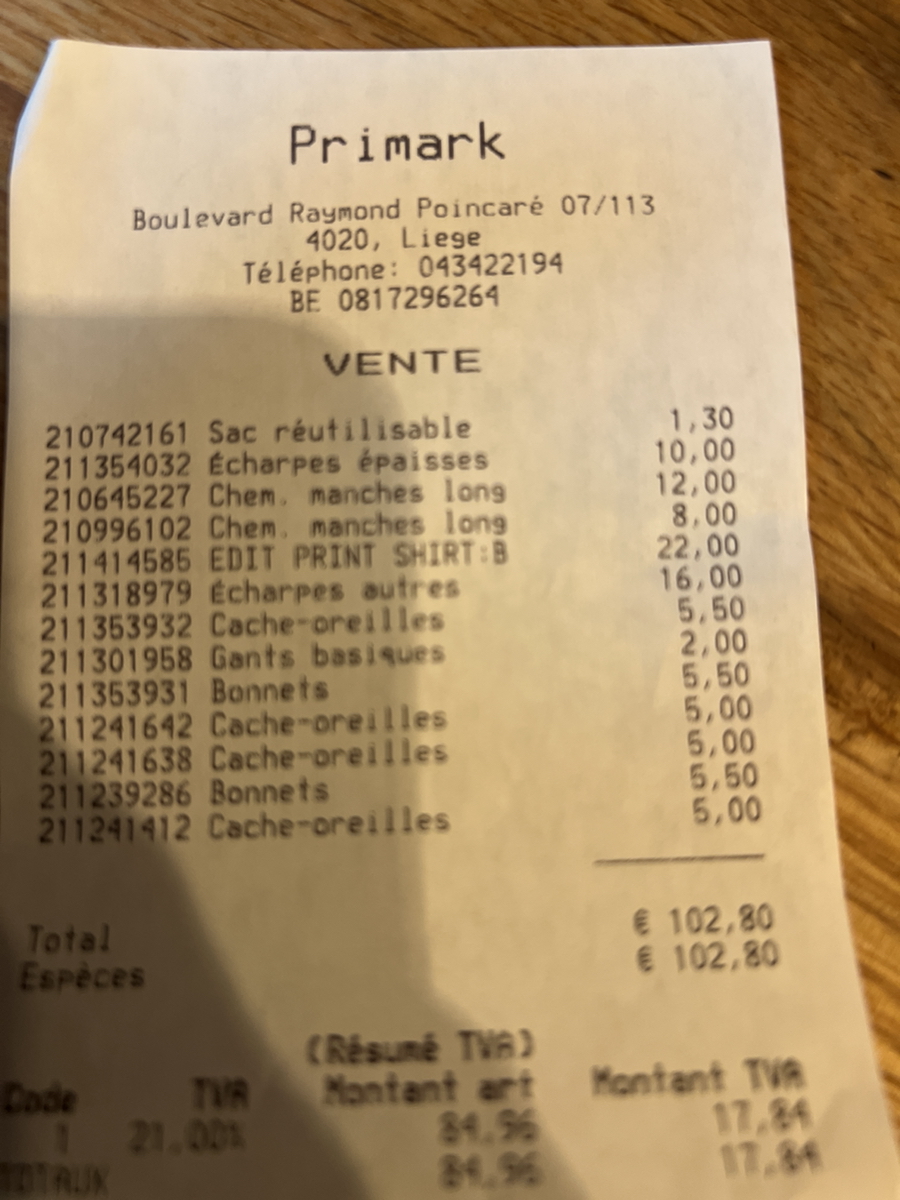 Primark
Boulevard Raymond Poincaré 07/113
4020, Liege
Téléphone: 043422194
BE 0817296264
VENTE
210742161 Sac réutilisable 1,30
211354032 Écharpes épaisses 10,00
210645227 Chem. manches long 12,00
210996102 Chem. manches long 8,00
211414585 EDIT PRINT SHIRT:B 22,00
211318979 Écharpes autres 16,00
211353932 Cache-oreilles 5,50
211301958 Gants basiques 2,00
211353931 Bonnets 5,50
211241642 Cache-oreilles 5,00
211241638 Cache-oreilles 5,00
211239286 Bonnets 5,50
211241412 Cache-oreilles 5,00
Total € 102,80
Espèces € 102,80
(Résumé TVA)
Code TVA Montant art Montant TVA
1 21.00% 84.96 17.84
TOTAUX 84.96 17.84